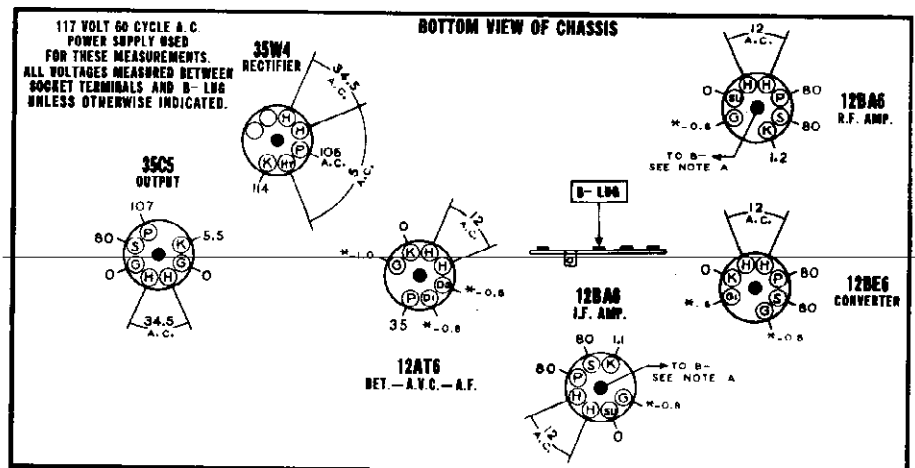 BOTTOM VIEW OF CHASSIS
117 VOLT 60 CYCLE A.C.
POWER SUPPLY USED
FOR THESE MEASUREMENTS.
ALL VOLTAGES MEASURED BETWEEN
SOCKET TERMINALS AND B- LUG
UNLESS OTHERWISE INDICATED.
35W4
RECTIFIER
34.5
A.C.
H
H
P
106
A.C.
5
K
HT
114
12
A.C.
0
H
H
SU
P
80
G
S
80
*-0.8
K
1.2
TO B-
SEE NOTE A
12BA6
R.F. AMP.
35C5
OUTPUT
107
P
80
S
K
5.5
0
G
G
0
H
H
34.5
A.C.
0
12
A.C.
*-1.0
K
H
G
H
D2
*-0.8
P
D1
35
*-0.8
12AT6
DET.-A.V.C.-A.F.
B- LUG
12
A.C.
0
H
H
K
P
80
G1
S
80
G
*-0.8
12BE6
CONVERTER
12BA6
I.F. AMP.
80
1.1
80
S
K
TO B-
SEE NOTE A
P
H
G
*-0.8
H
SU
0
12
A.C.